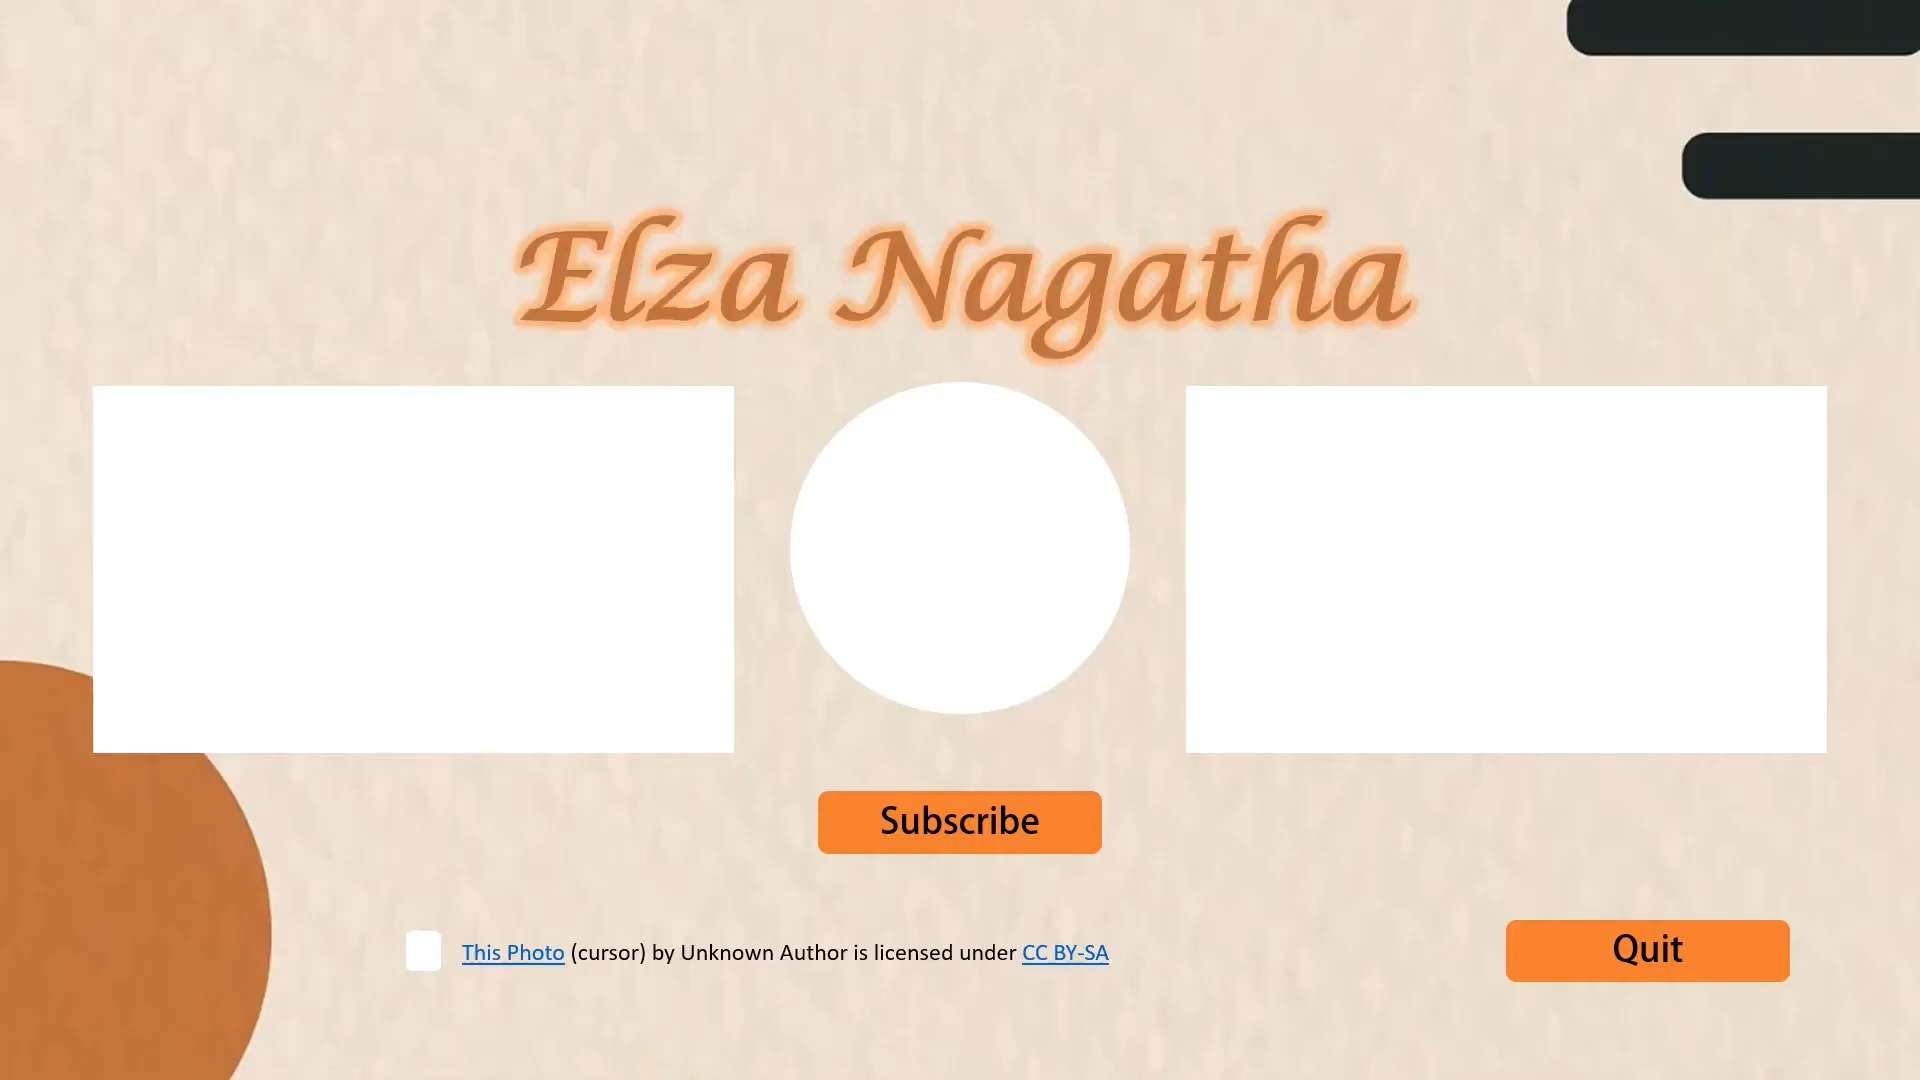 Elza Nagatha
Subscribe
This Photo (cursor) by Unknown Author is licensed under CC BY-SA
Quit